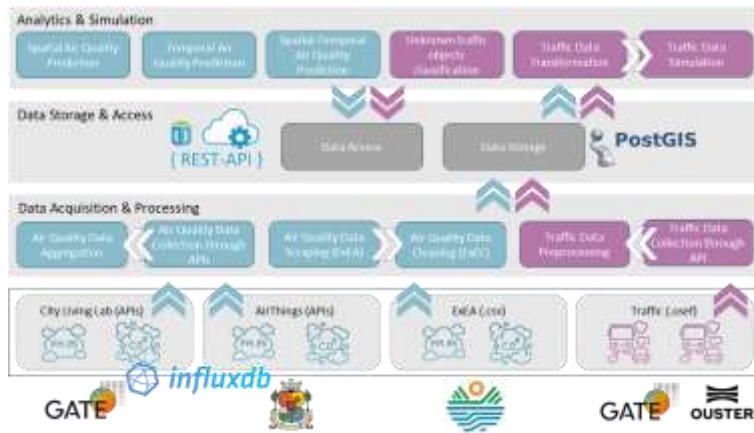 Analytics & Simulation
Spatial Air Quality
Prediction
Temporal Air
Quality Prediction
Spatial-Temporal
Air Quality
Prediction
Unknown traffic
objects
classification
Traffic Data
Transformation
Traffic Data
Simulation
Data Storage & Access
{ REST-API }
Data Access
Data Storage
PostGIS
Data Acquisition & Processing
Air Quality Data
Aggregation
Air Quality Data
Collection through
APIs
Air Quality Data
Scraping (ExEA)
Air Quality Data
Cleaning (ExEA)
Traffic Data
Preprocessing
Traffic Data
Collection through
API
City Living Lab (APIs)
AirThings (APIs)
ExEA (.csv)
Traffic (.osef)
influxdb
GATE
GATE
OUSTER